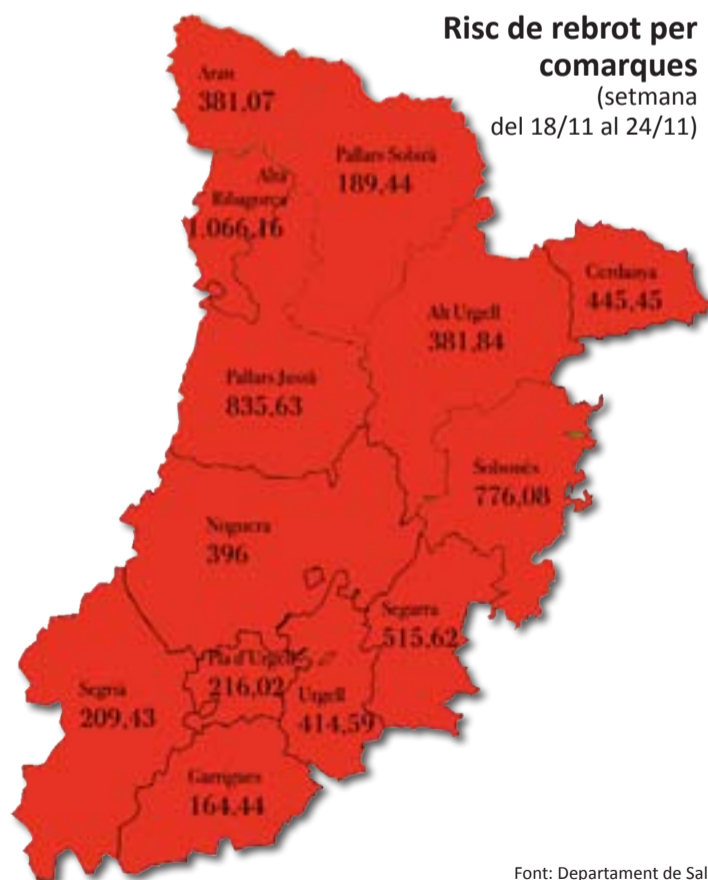 Risc de rebrot per
comarques
(setmana
del 18/11 al 24/11)
Aran
381,07
Pallars Sobirà
189,44
Alta
Ribagorça
1.066,16
Cerdanya
445,45
Alt Urgell
381,84
Pallars Jussà
835,63
Solsonès
776,08
Noguera
396
Segarra
515,62
Pla d'Urgell
216,02
Urgell
414,59
Segrià
209,43
Garrigues
164,44
Font: Departament de Sal